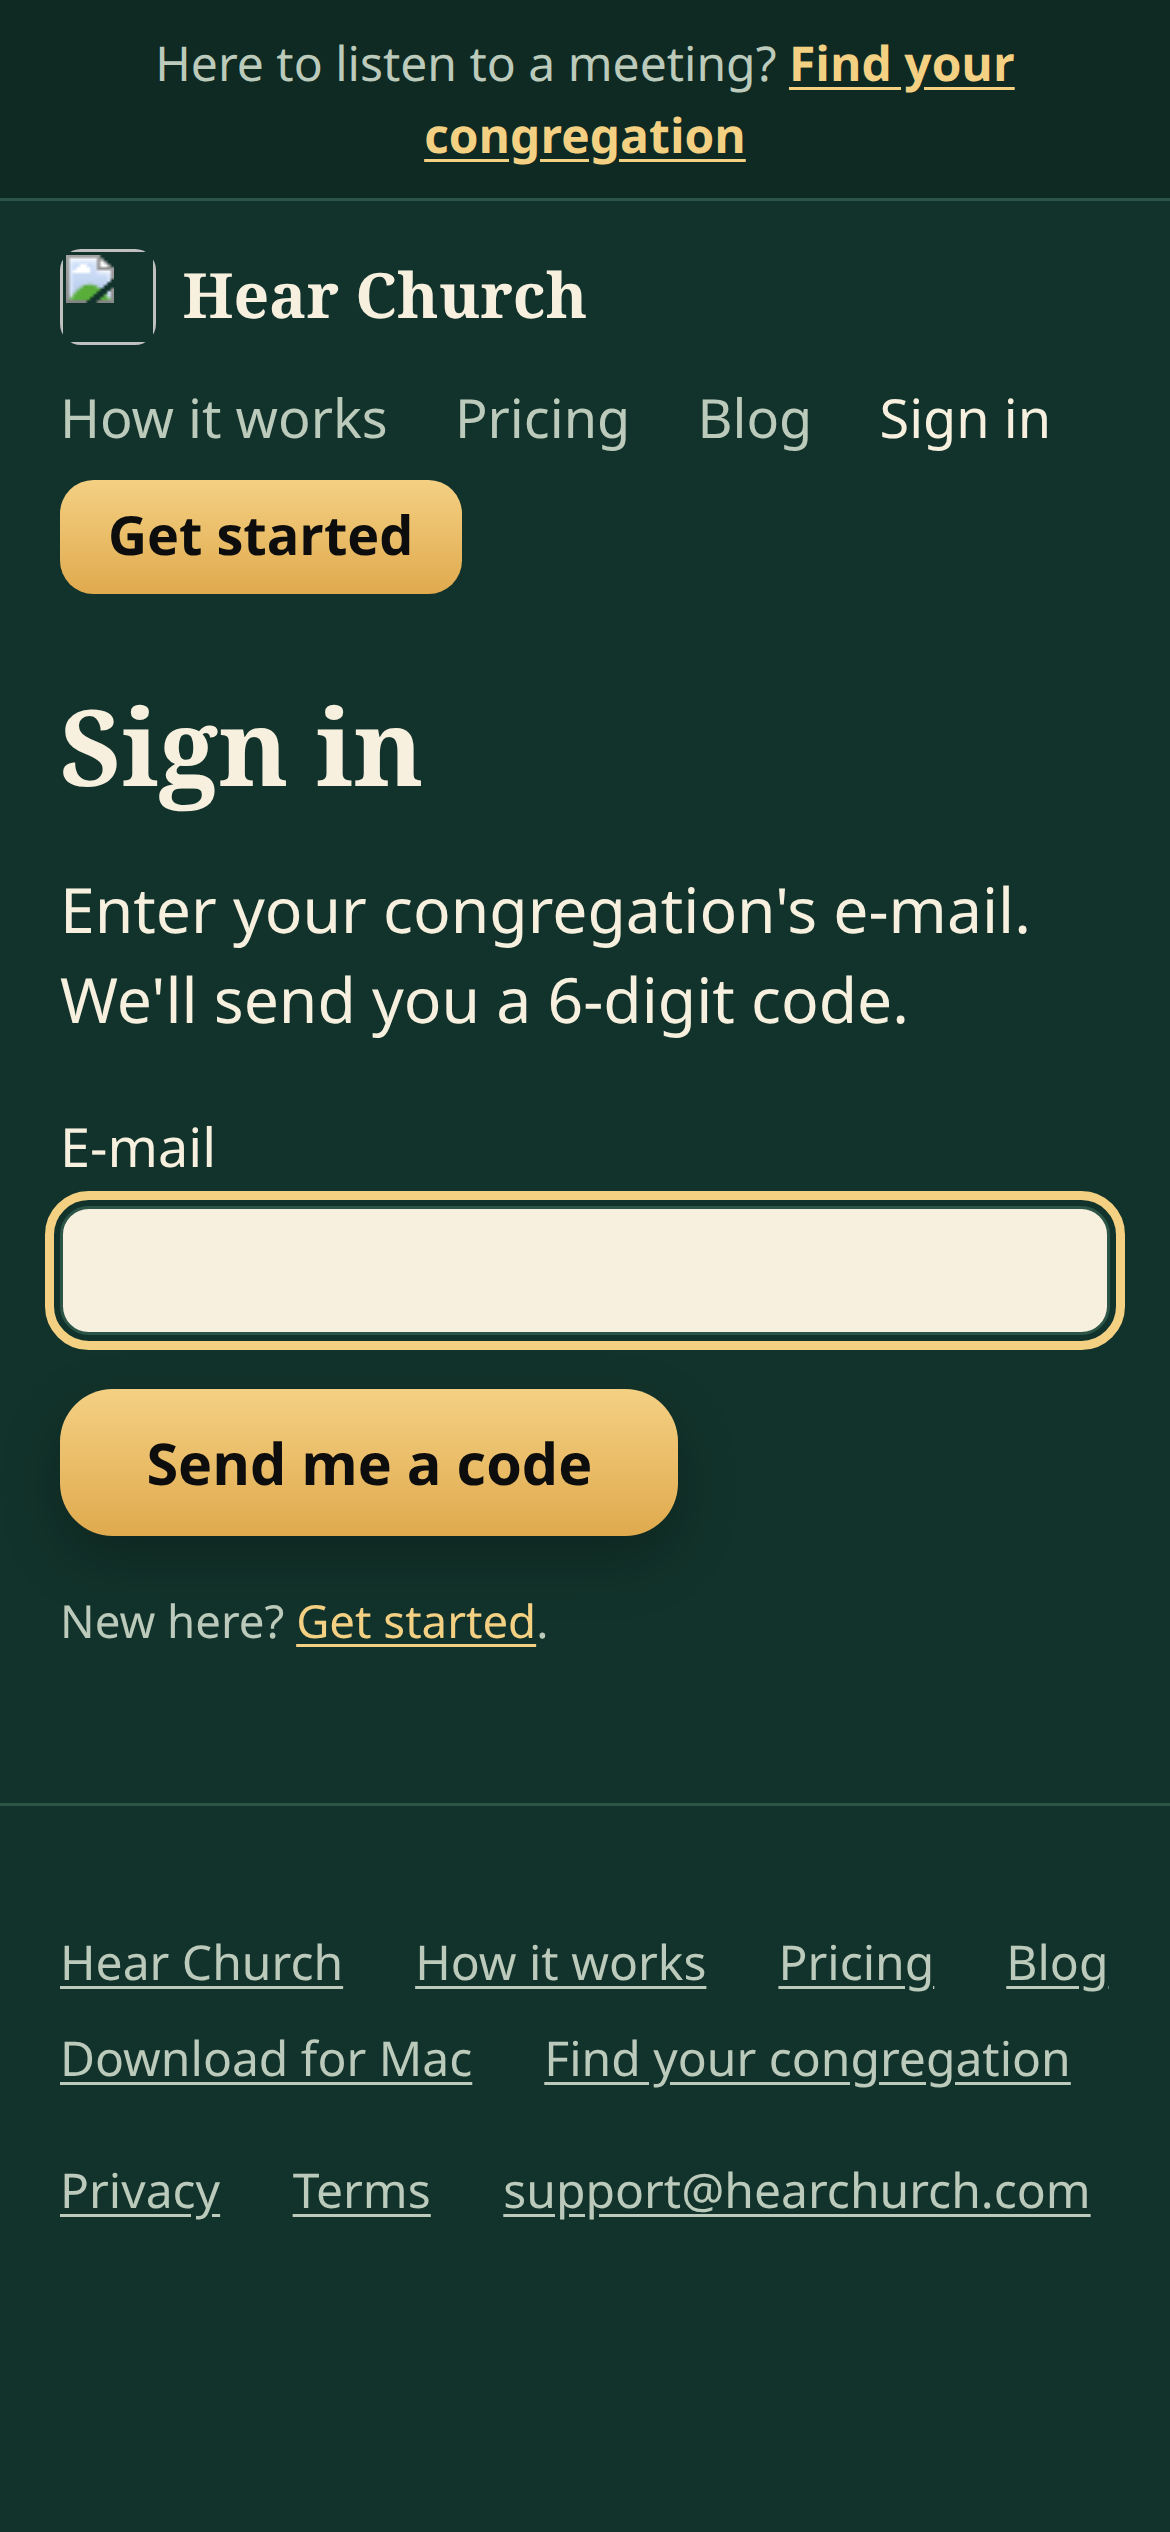 Here to listen to a meeting? Find your
congregation
Hear Church
How it works Pricing Blog Sign in
Get started
Sign in
Enter your congregation's e-mail.
We'll send you a 6-digit code.
E-mail
Send me a code
New here? Get started.
Hear Church How it works Pricing Blog
Download for Mac Find your congregation
Privacy Terms support@hearchurch.com